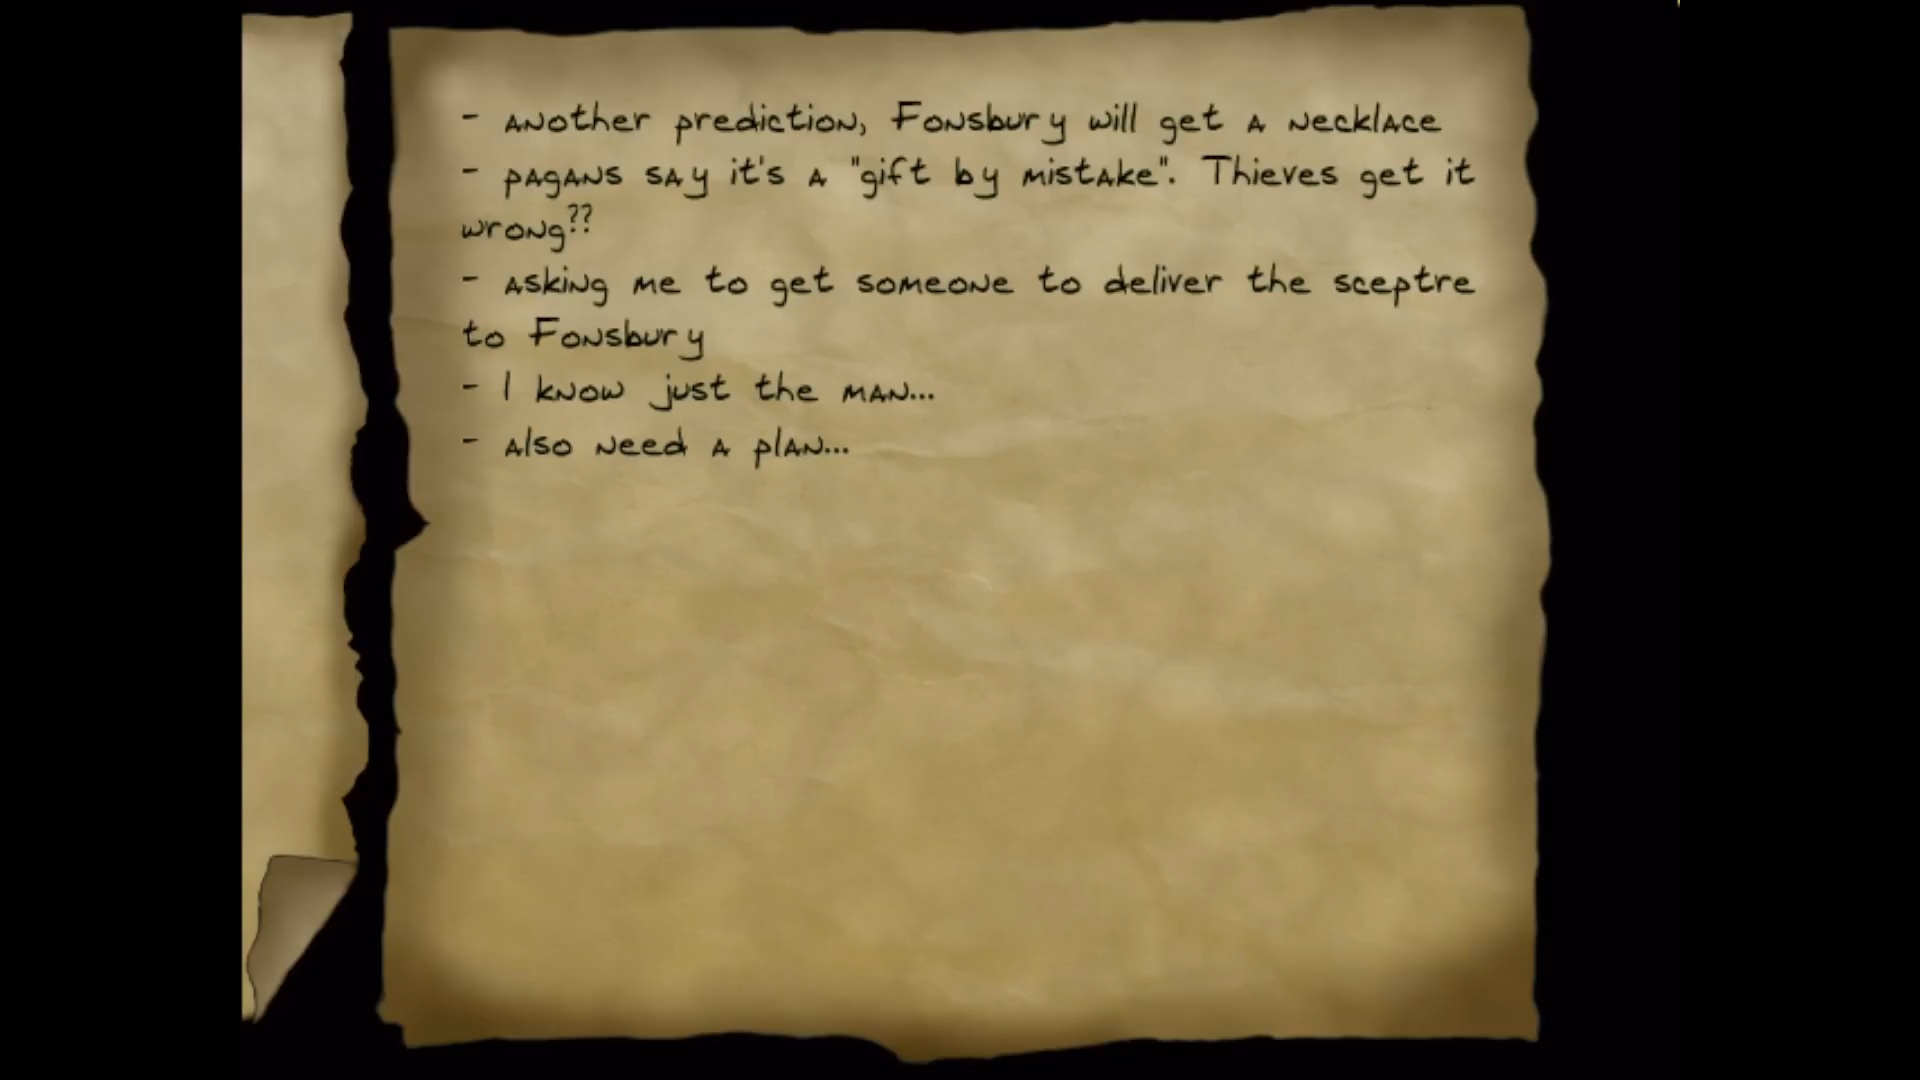 - another prediction, Fonsbury will get a necklace
- pagans say it's a "gift by mistake". Thieves get it
wrong??
- asking me to get someone to deliver the sceptre
to Fonsbury
- I know just the man...
- also need a plan...